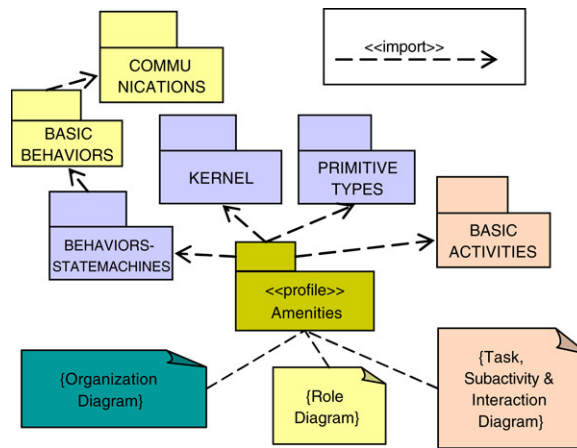 COMMU
NICATIONS
<<import>>
BASIC
BEHAVIORS
KERNEL
PRIMITIVE
TYPES
BEHAVIORS-
STATEMACHINES
BASIC
ACTIVITIES
<<profile>>
Amenities
{Organization
Diagram}
{Role
Diagram}
{Task,
Subactivity &
Interaction
Diagram}